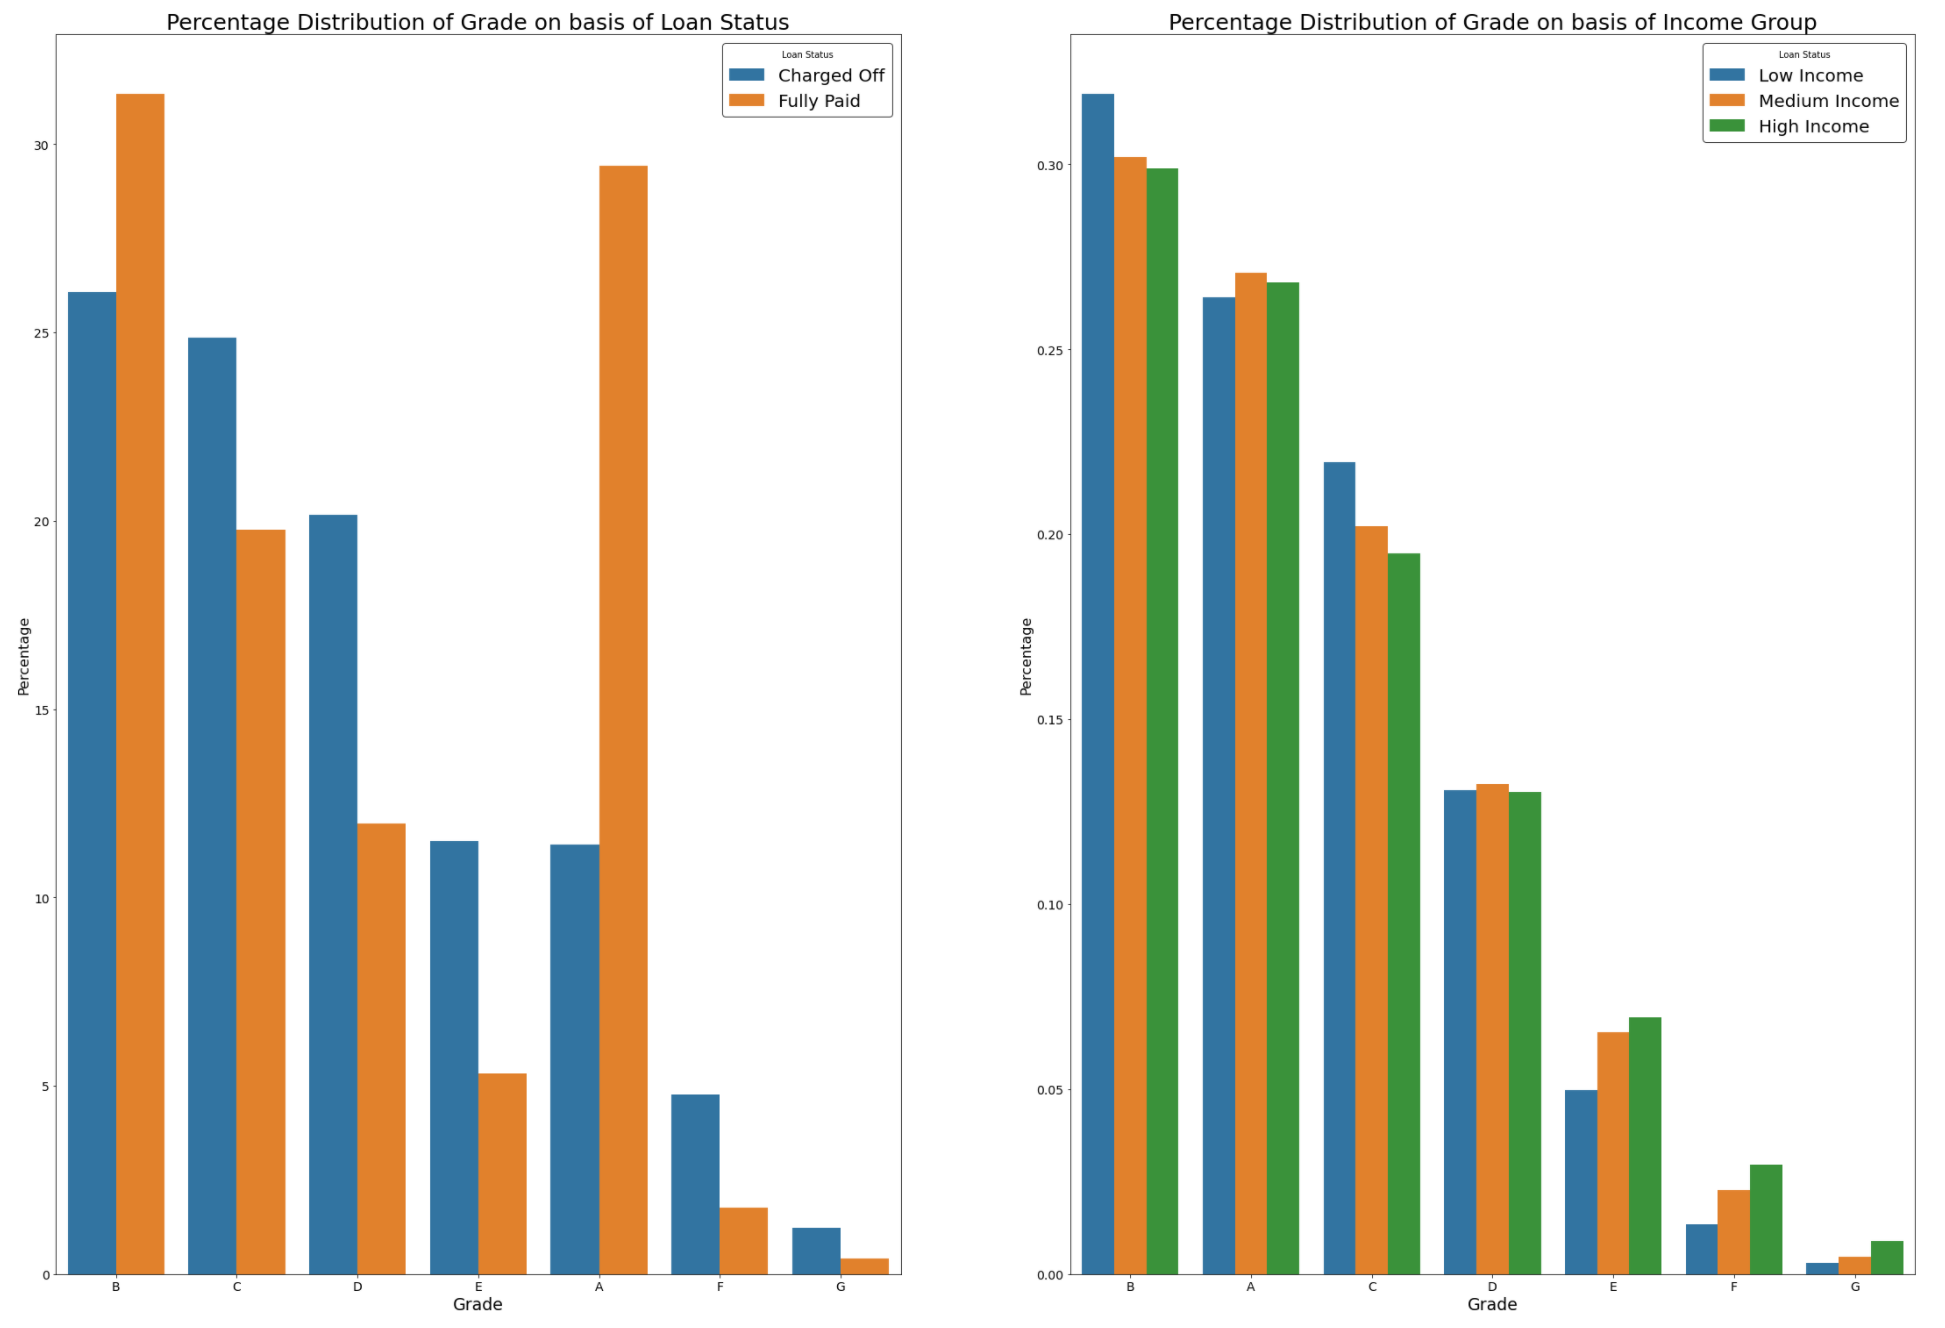 Percentage Distribution of Grade on basis of Loan Status
Loan Status
Charged Off
Fully Paid
30
25
20
15
10
5
0
Percentage
B C D E A F G
Grade
Percentage Distribution of Grade on basis of Income Group
Loan Status
Low Income
Medium Income
High Income
0.30
0.25
0.20
0.15
0.10
0.05
0.00
Percentage
B A C D E F G
Grade